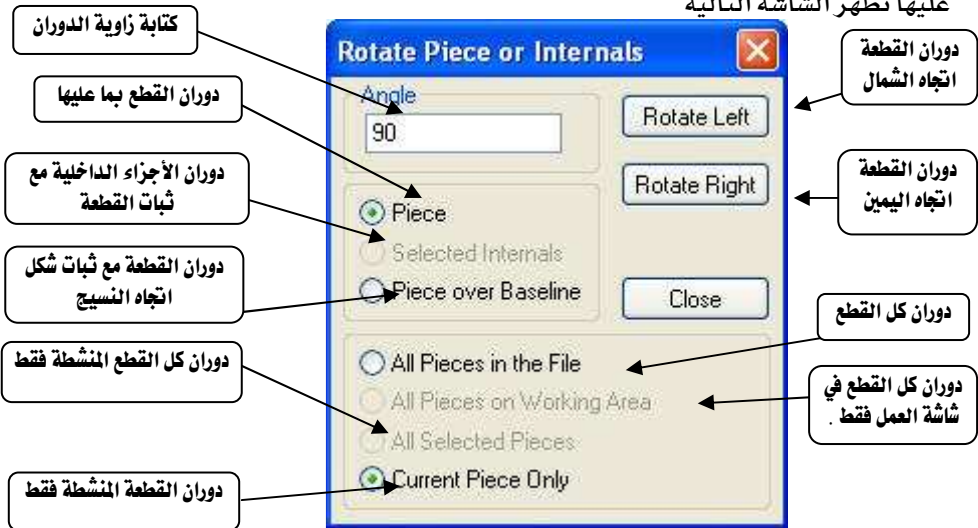 عليها تظهر الشاشة التالية
كتابة زاوية الدوران
دوران القطع بما عليها
دوران الأجزاء الداخلية مع
ثبات القطعة
دوران القطعة مع ثبات شكل
اتجاه النسيج
دوران كل القطع المنشطة فقط
دوران القطعة المنشطة فقط
Rotate Piece or Internals
Angle
90
Rotate Left
Rotate Right
Piece
Selected Internals
Piece over Baseline
Close
All Pieces in the File
All Pieces on Working Area
All Selected Pieces
Current Piece Only
دوران القطعة
اتجاه الشمال
دوران القطعة
اتجاه اليمين
دوران كل القطع
دوران كل القطع في
شاشة العمل فقط .